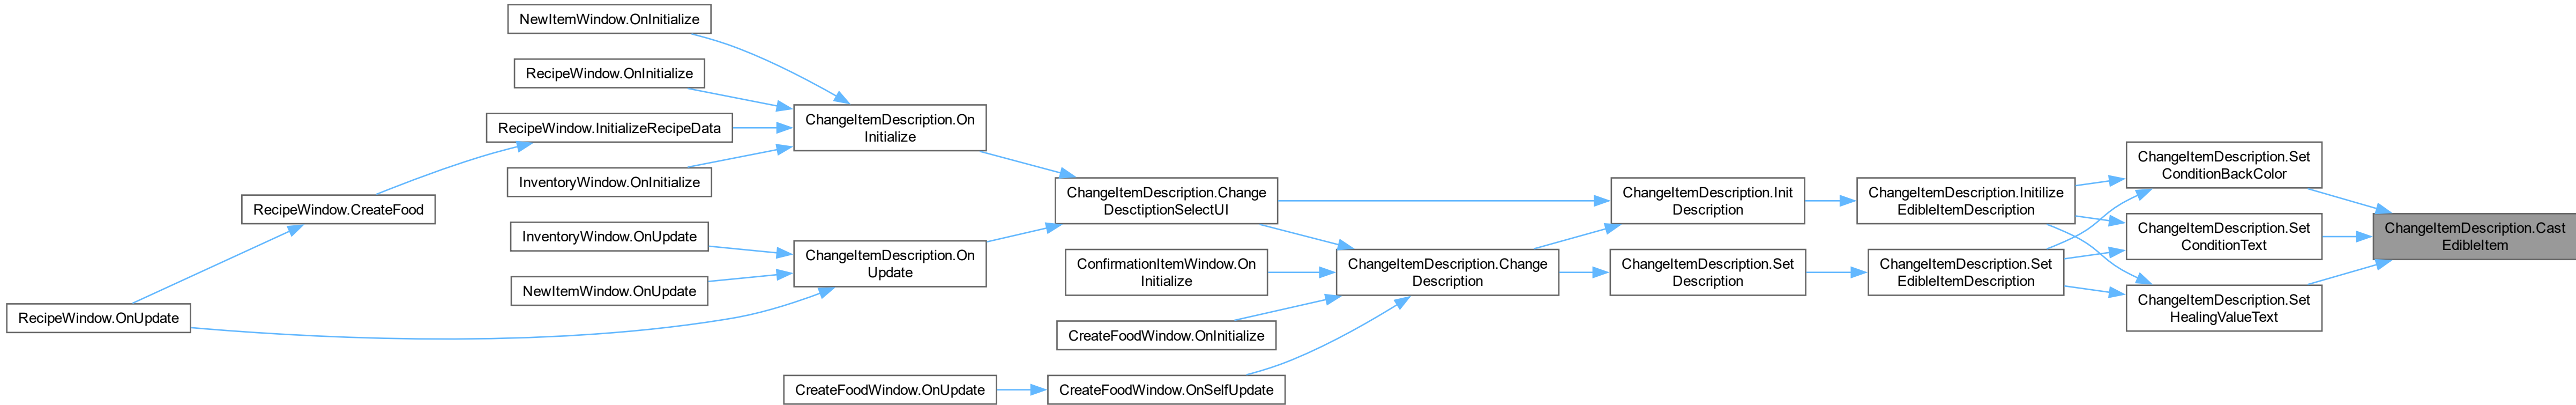 NewItemWindow.OnInitialize
RecipeWindow.OnInitialize
RecipeWindow.InitializeRecipeData
InventoryWindow.OnInitialize
RecipeWindow.CreateFood
InventoryWindow.OnUpdate
NewItemWindow.OnUpdate
RecipeWindow.OnUpdate
ChangeItemDescription.On
Initialize
ChangeItemDescription.On
Update
CreateFoodWindow.OnUpdate
ChangeItemDescription.Change
DesctiptionSelectUI
ConfirmationItemWindow.On
Initialize
CreateFoodWindow.OnInitialize
CreateFoodWindow.OnSelfUpdate
ChangeItemDescription.Change
Description
ChangeItemDescription.Init
Description
ChangeItemDescription.Set
Description
ChangeItemDescription.Initilize
EdibleItemDescription
ChangeItemDescription.Set
EdibleItemDescription
ChangeItemDescription.Set
ConditionBackColor
ChangeItemDescription.Set
ConditionText
ChangeItemDescription.Set
HealingValueText
ChangeItemDescription.Cast
EdibleItem